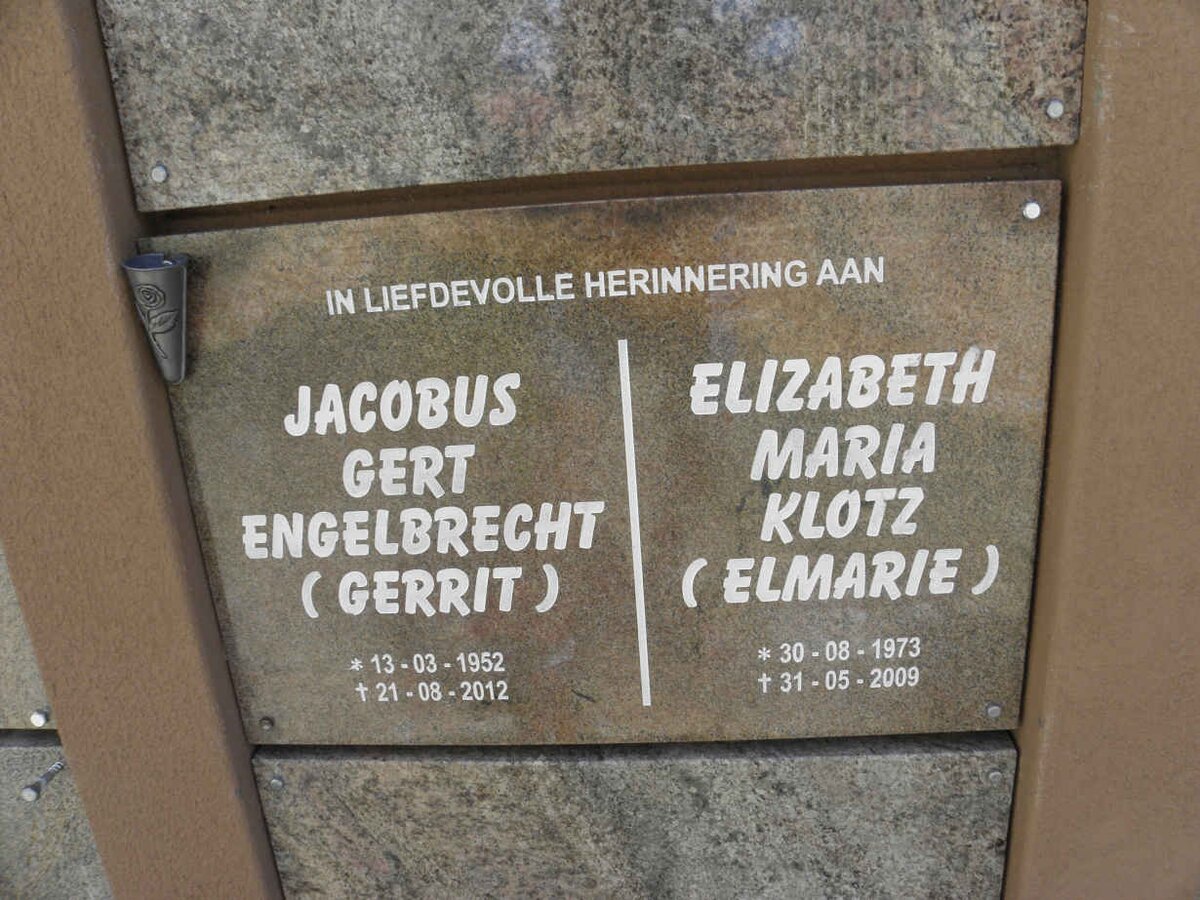 IN LIEFDEVOLLE HERINNERING AAN
JACOBUS
GERT
ENGELBRECHT
( GERRIT )
* 13 - 03 - 1952
† 21 - 08 - 2012
ELIZABETH
MARIA
KLOTZ
( ELMARIE )
* 30 - 08 - 1973
† 31 - 05 - 2009